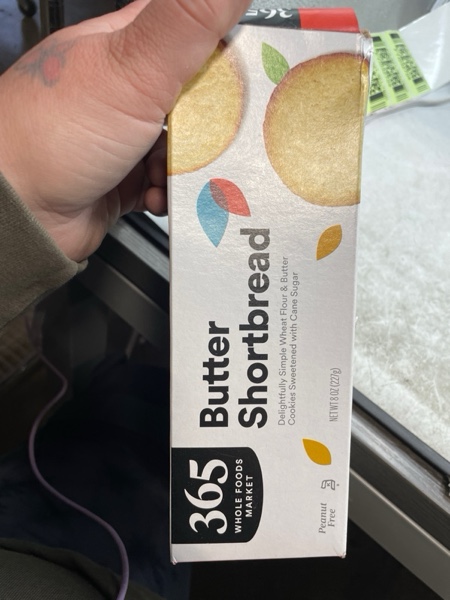 365
WHOLE FOODS
MARKET
Butter
Shortbread
Delightfully Simple Wheat Flour & Butter
Cookies Sweetened with Cane Sugar
NET WT 8 OZ (227g)
Peanut
Free
365